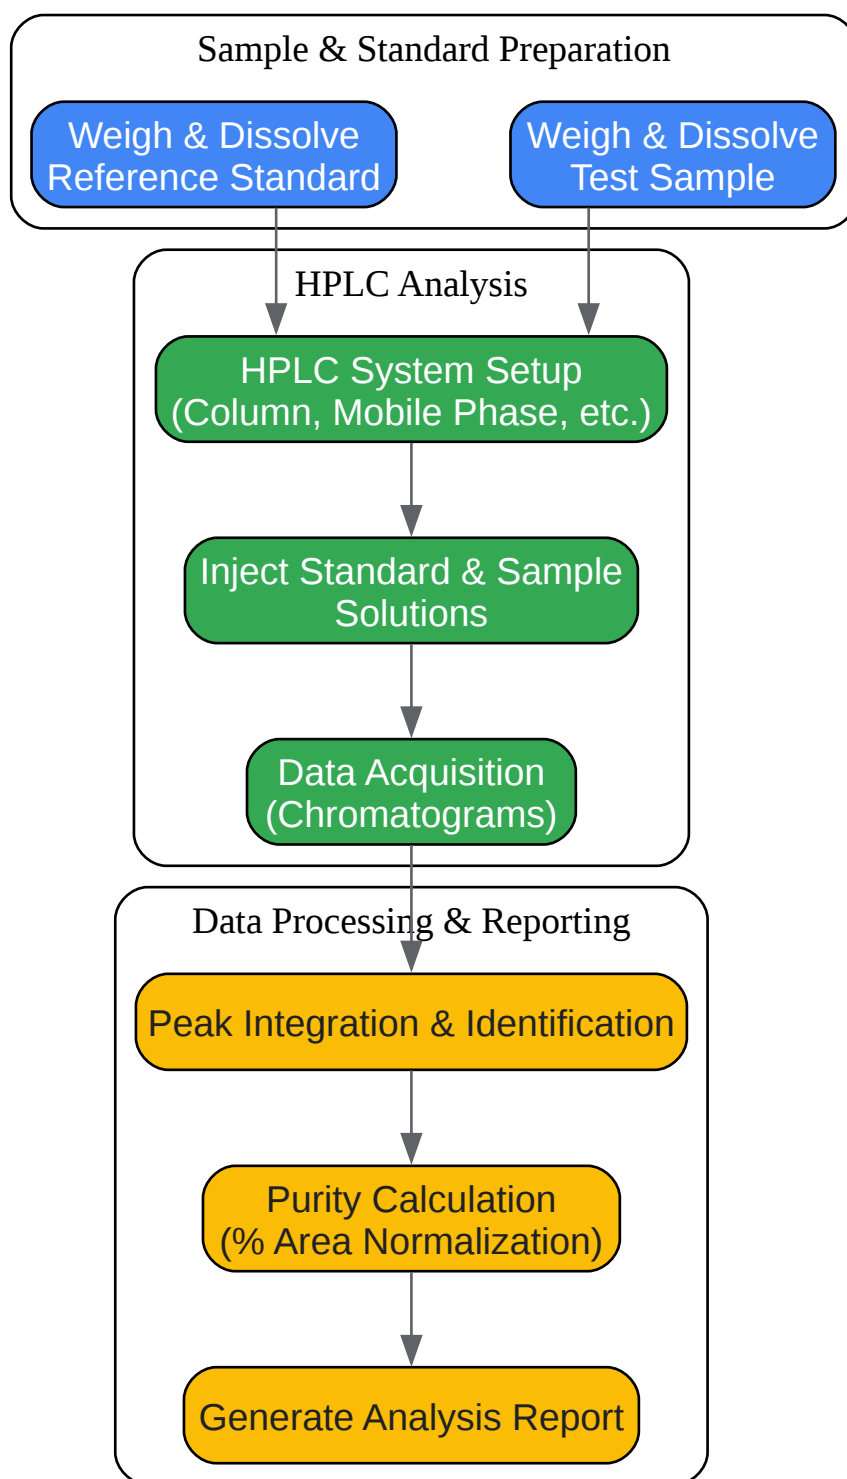 Sample & Standard Preparation
Weigh & Dissolve
Reference Standard
Weigh & Dissolve
Test Sample
HPLC Analysis
HPLC System Setup
(Column, Mobile Phase, etc.)
Inject Standard & Sample
Solutions
Data Acquisition
(Chromatograms)
Data Processing & Reporting
Peak Integration & Identification
Purity Calculation
(% Area Normalization)
Generate Analysis Report